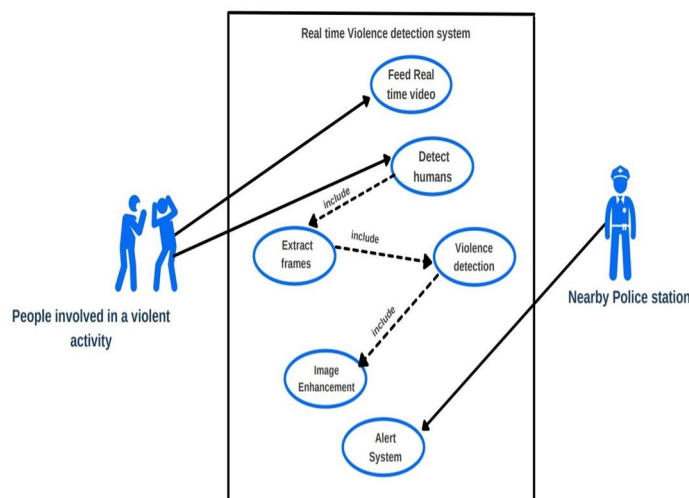 Real time Violence detection system
Feed Real
time video
Detect
humans
include
Extract
frames
include
Violence
detection
include
Image
Enhancement
Alert
System
People involved in a violent
activity
Nearby Police station